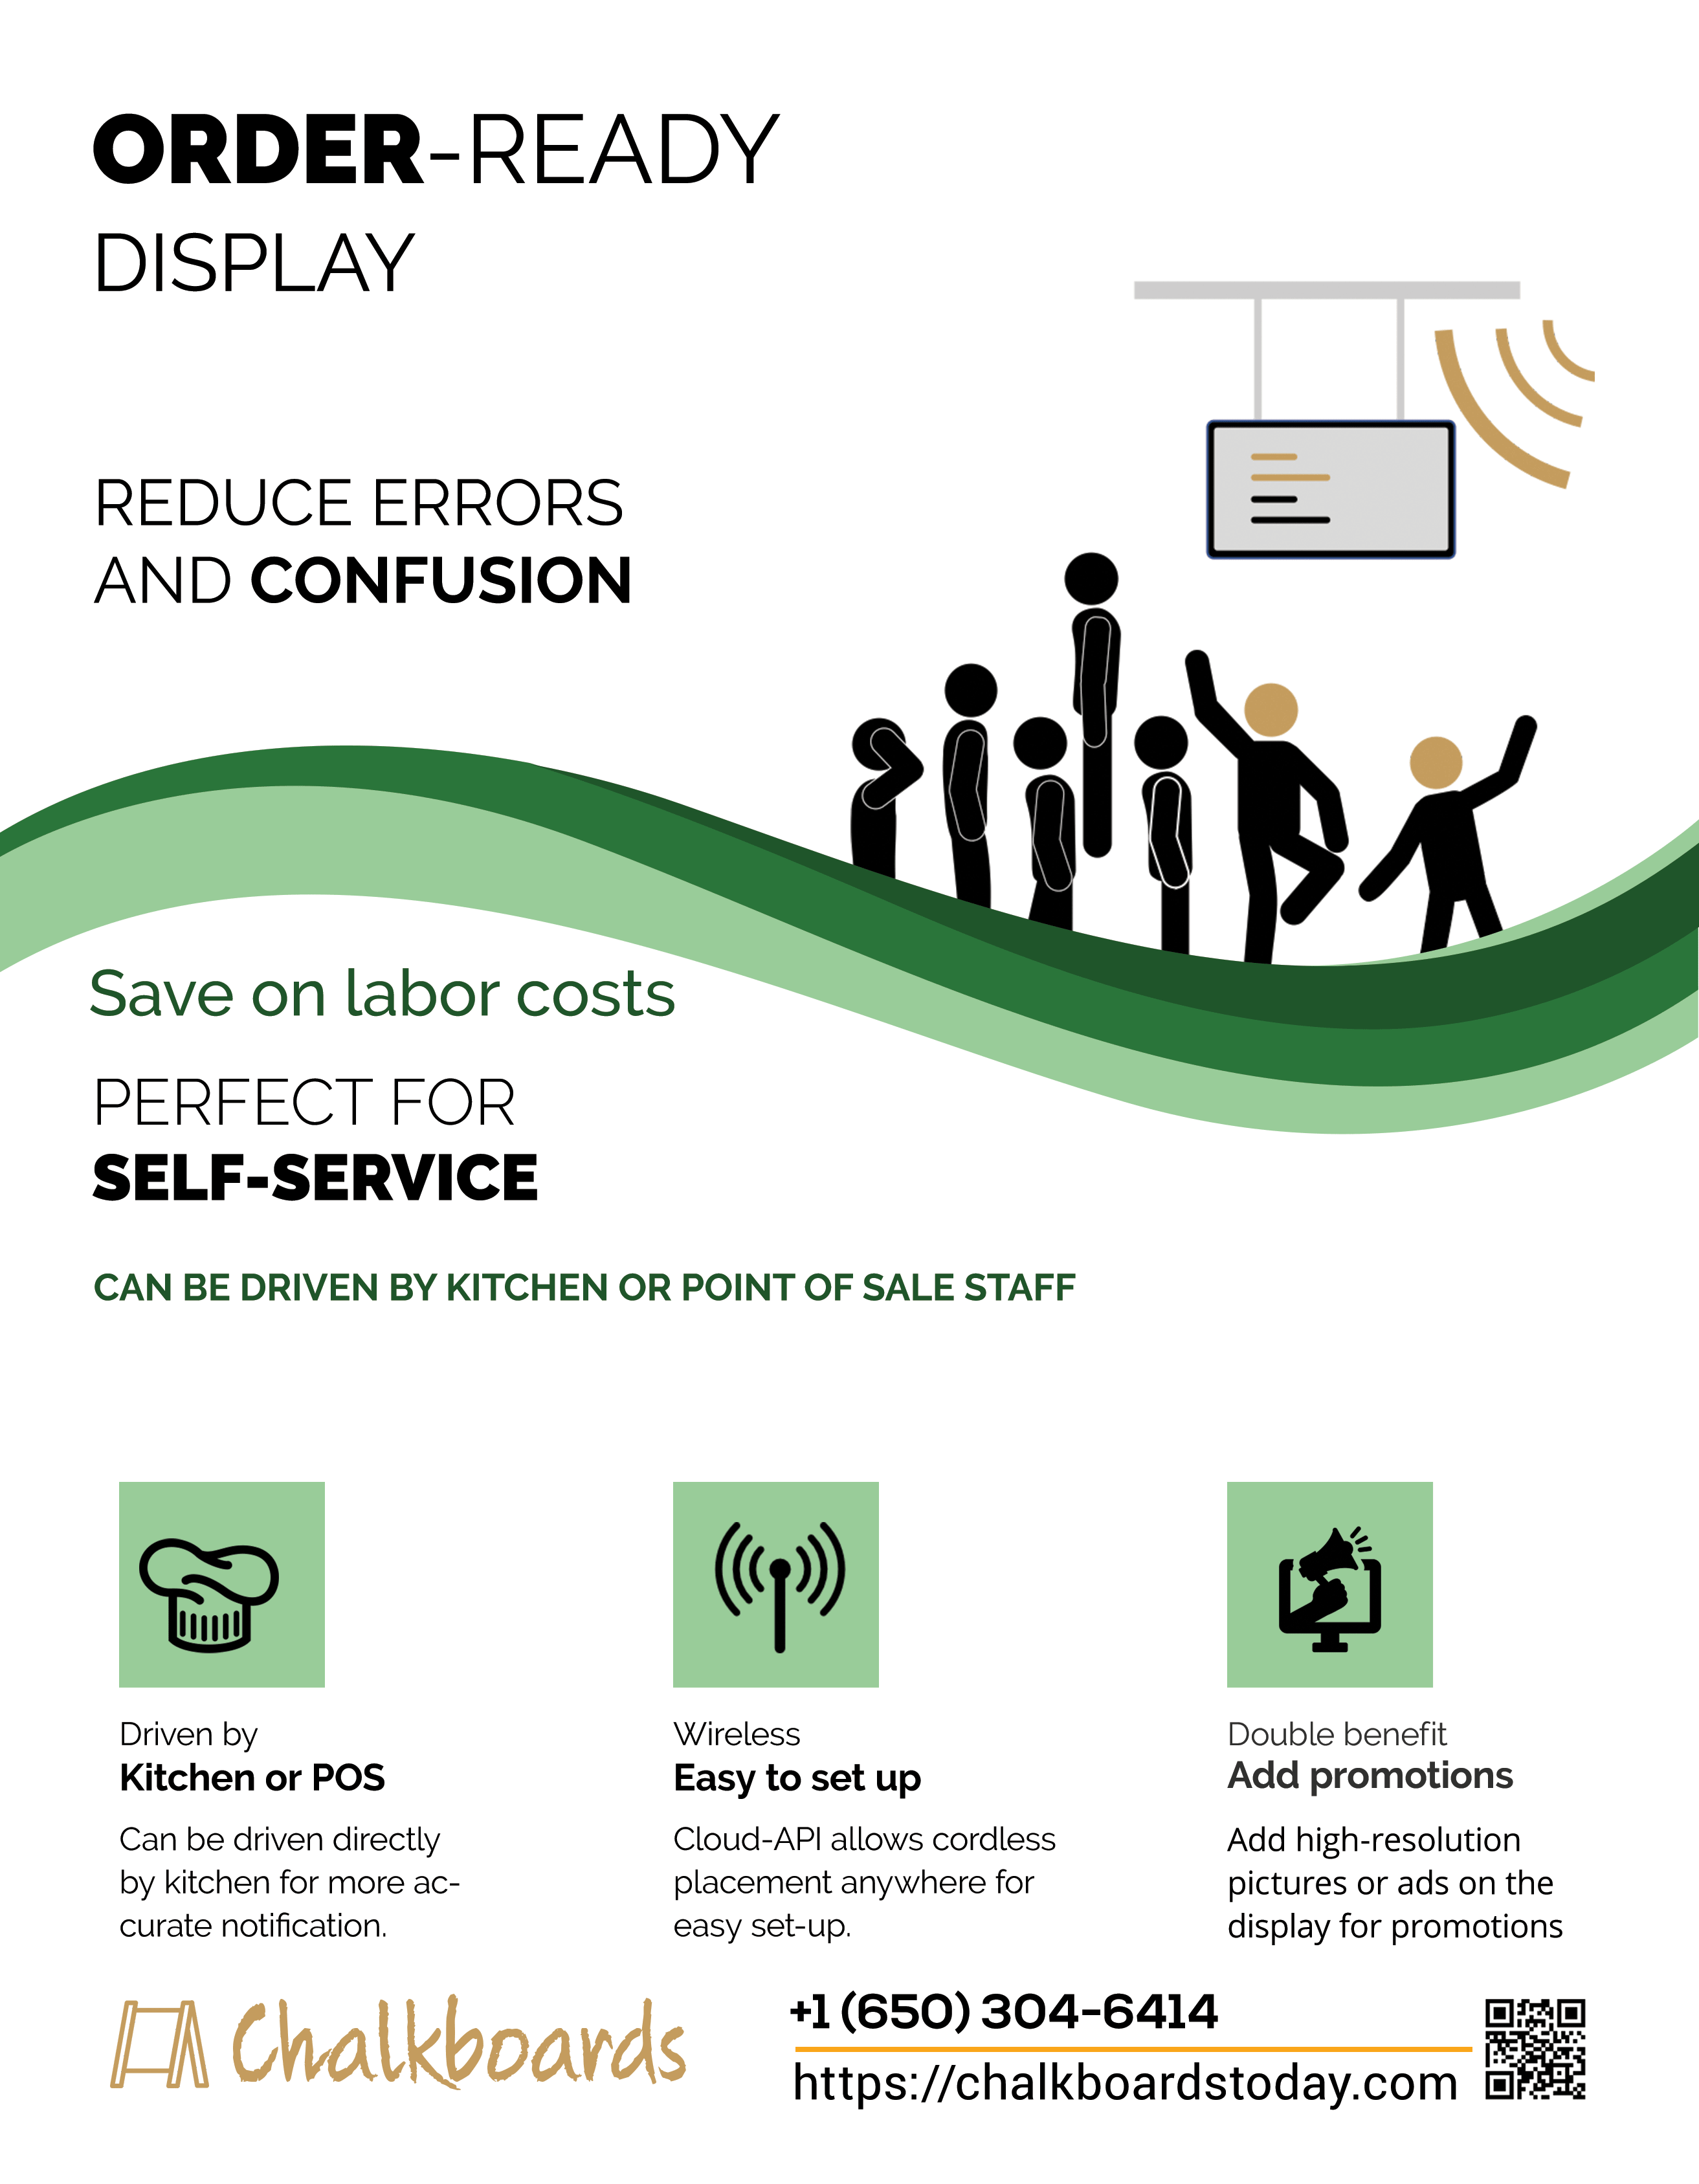 ORDER-READY
DISPLAY
REDUCE ERRORS
AND CONFUSION
Save on labor costs
PERFECT FOR
SELF-SERVICE
CAN BE DRIVEN BY KITCHEN OR POINT OF SALE STAFF
Driven by
Kitchen or POS
Can be driven directly
by kitchen for more ac-
curate notification.
Wireless
Easy to set up
Cloud-API allows cordless
placement anywhere for
easy set-up.
Double benefit
Add promotions
Add high-resolution
pictures or ads on the
display for promotions
Chalkboards
+1 (650) 304-6414
https://chalkboardstoday.com